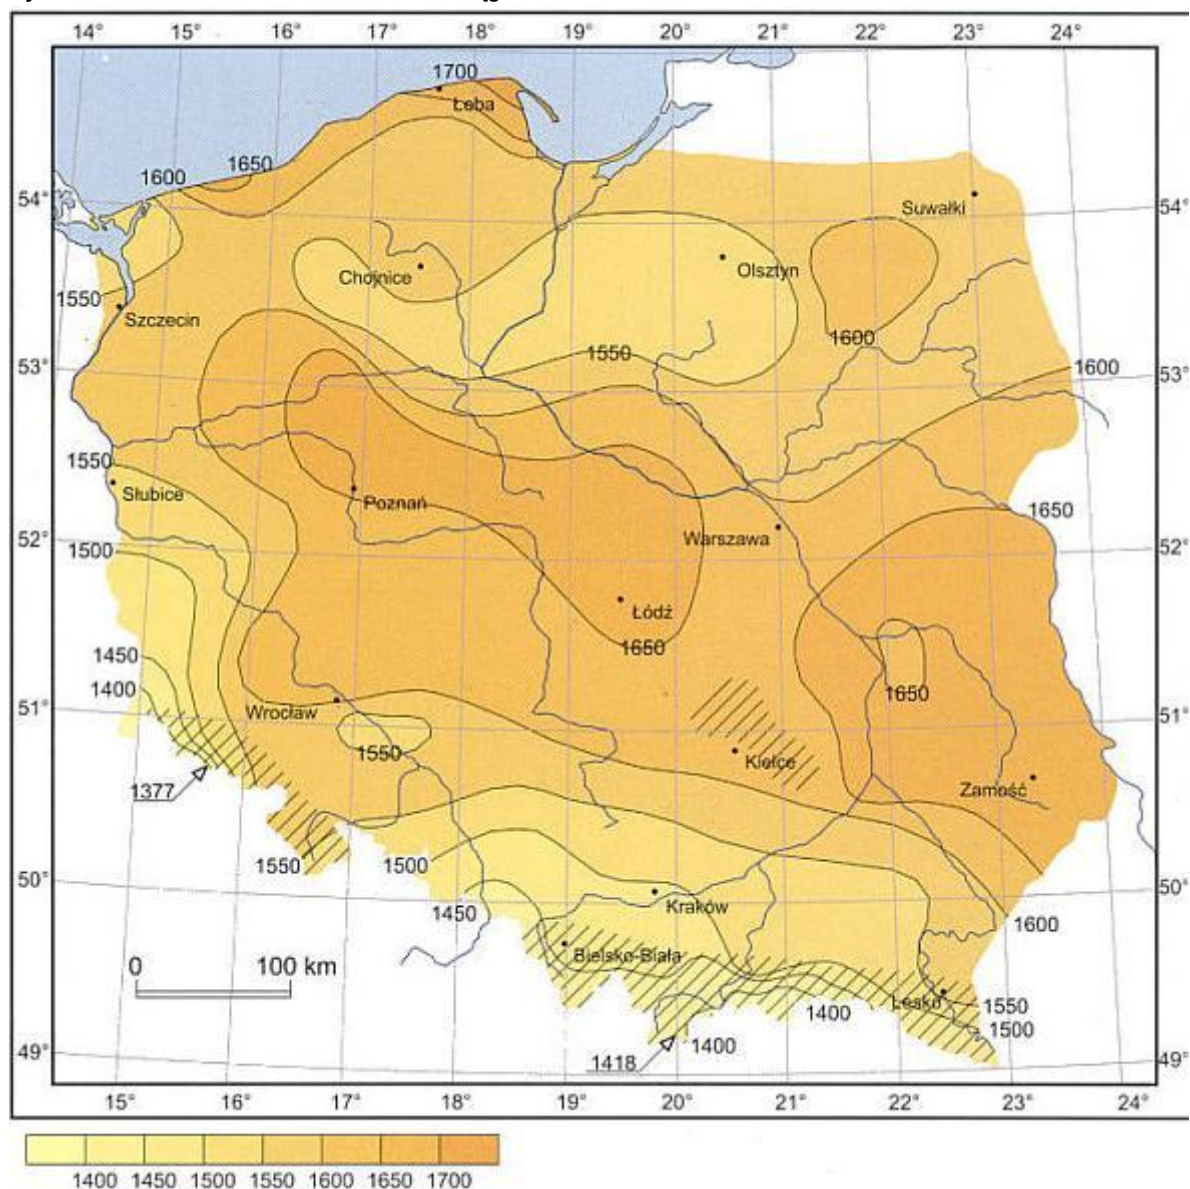 14° 15° 16° 17° 18° 19° 20° 21° 22° 23° 24°
1700
Łeba
1650
1600
54° 54°
Suwałki
Chojnice
Olsztyn
1550
Szczecin
1600
1550
53° 1600 53°
1550
Słubice
Poznań
1650
Warszawa
52° 52°
1500
Łódź
1650
1450
1400
1650
51° Wrocław 51°
1550
Kielce
1377
Zamość
1550
1500
50° 50°
Kraków
1450
1600
Bielsko-Biała
0 100 km
Lesko
1550
1400
1500
1400
49° 49°
1418
15° 16° 17° 18° 19° 20° 21° 22° 23° 24°
1400 1450 1500 1550 1600 1650 1700